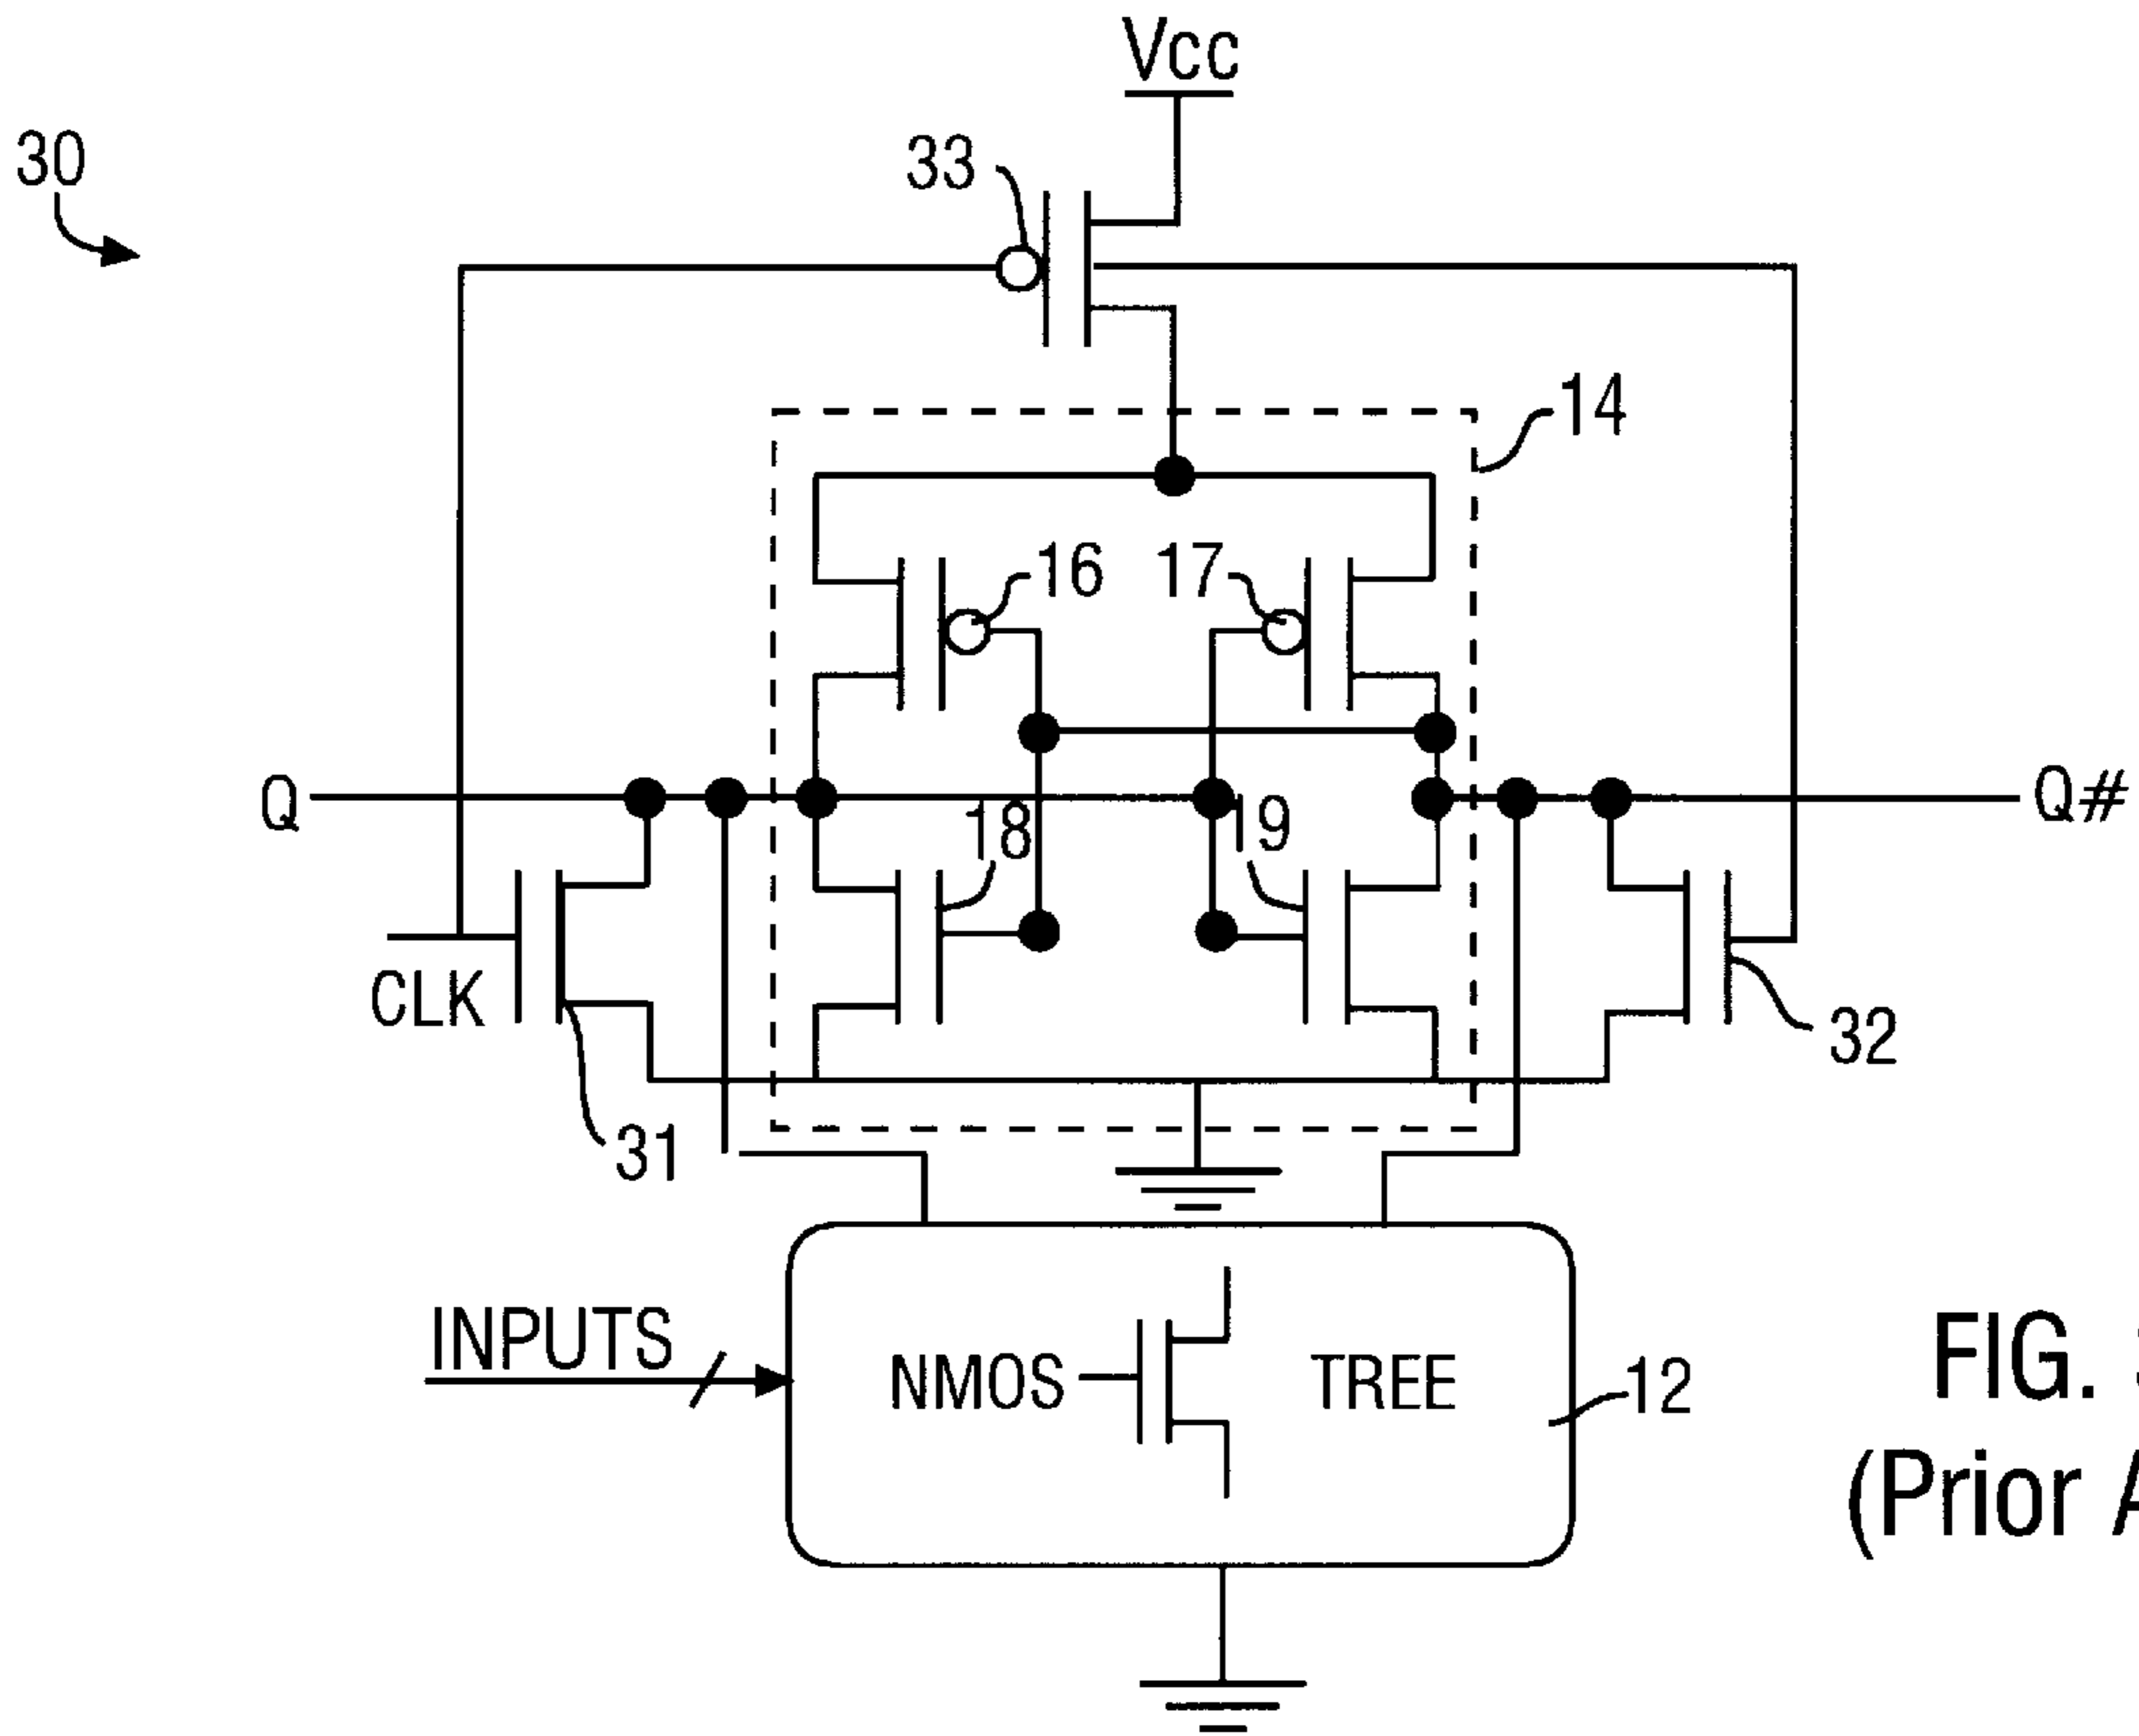 Vcc
30
33
14
16
17
Q
18
19
Q#
CLK
32
31
INPUTS
NMOS
TREE
12
FIG.
(Prior